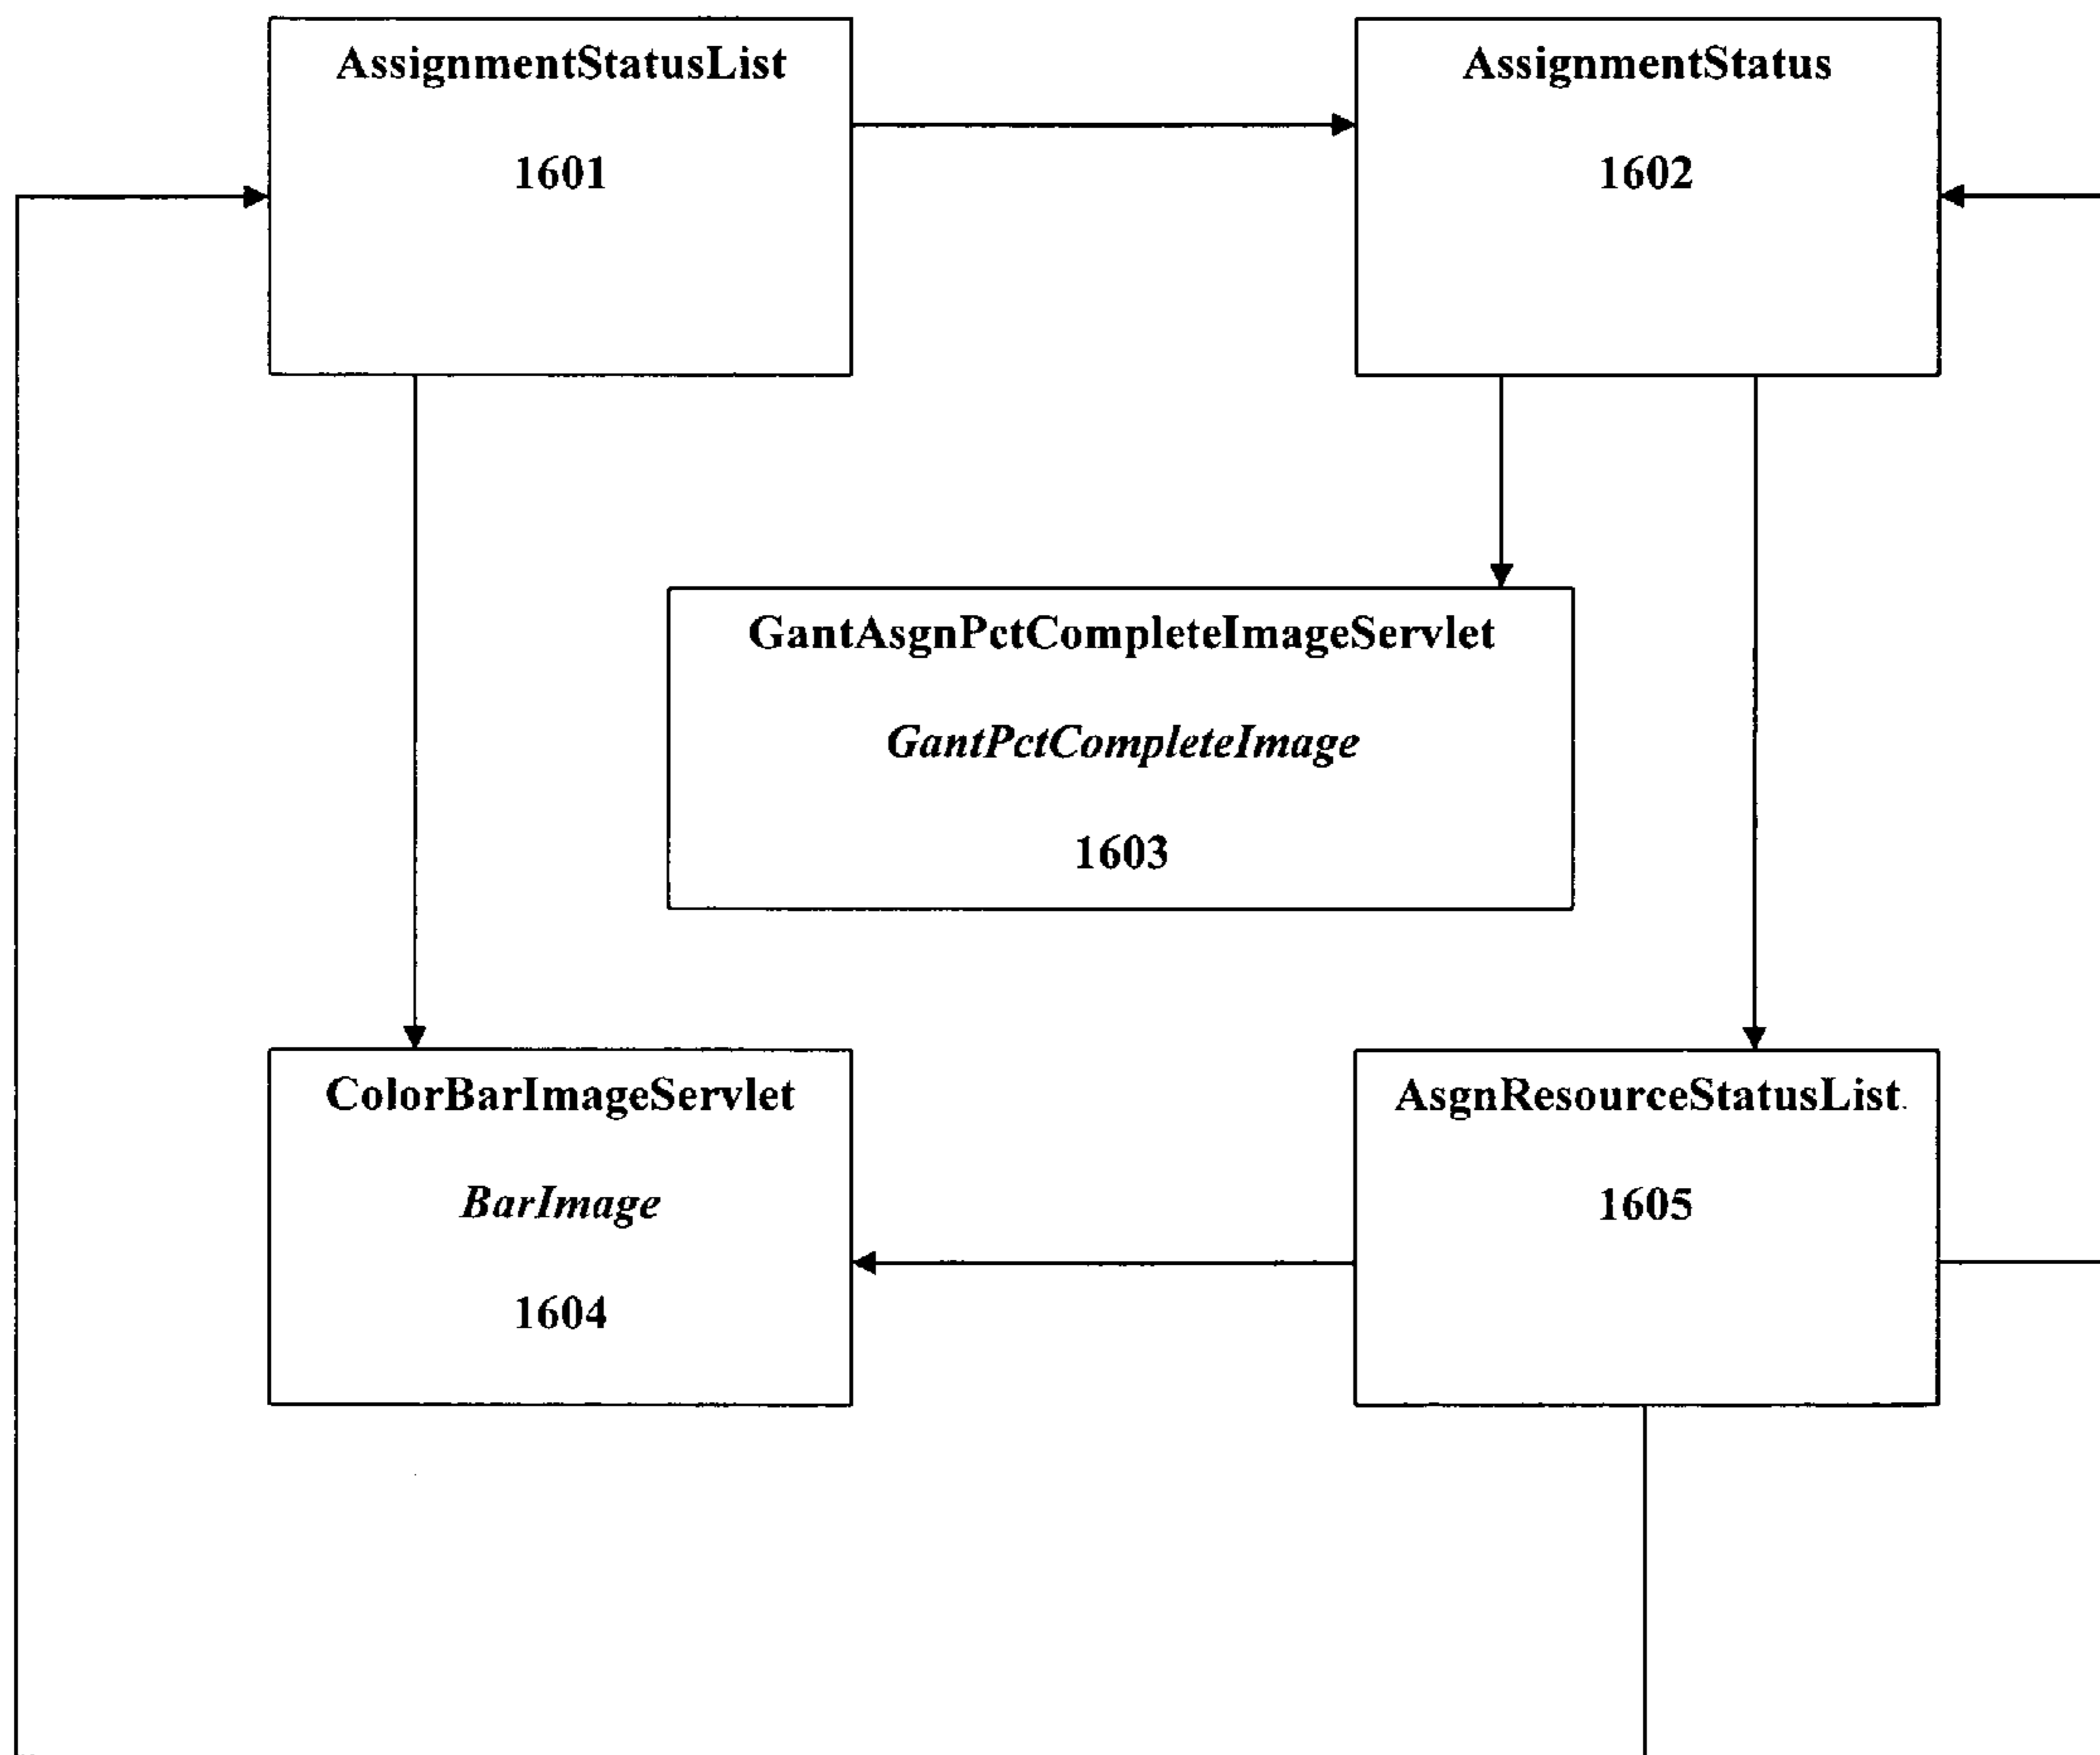 AssignmentStatusList
1601
AssignmentStatus
1602
GantAsgnPctCompleteImageServlet
GantPctCompleteImage
1603
ColorBarImageServlet
BarImage
1604
AsgnResourceStatusList
1605